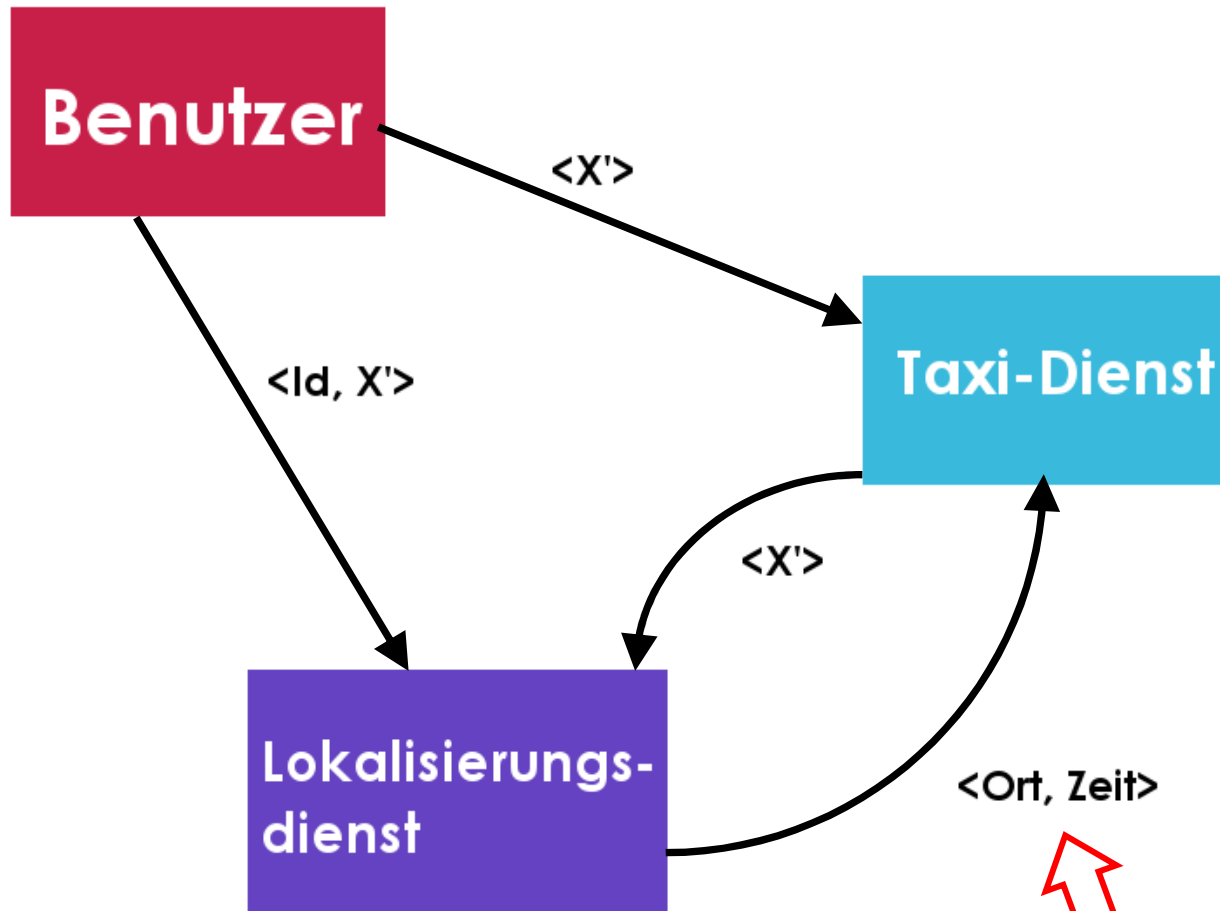 Benutzer
<X'>
Taxi-Dienst
<Id, X'>
<X'>
Lokalisierungs-
dienst
<Ort, Zeit>